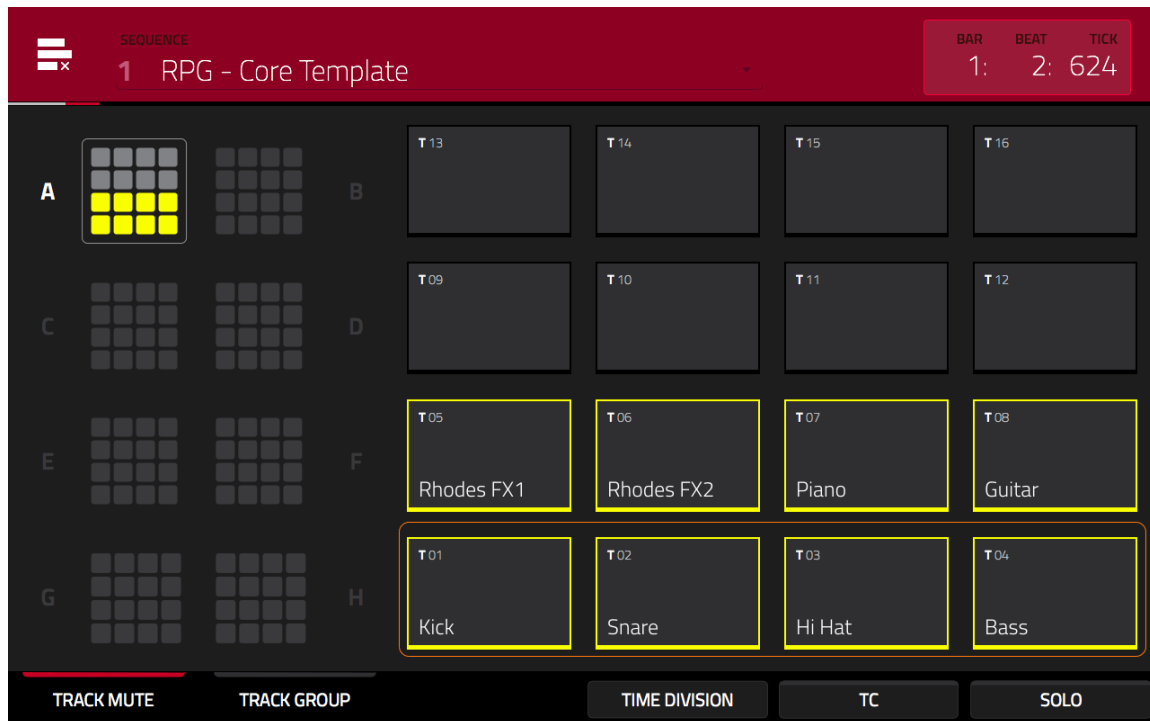 SEQUENCE
1 RPG - Core Template
BAR BEAT TICK
1: 2: 624
A
B
C
D
E
F
G
H
T 13
T 14
T 15
T 16
T 09
T 10
T 11
T 12
T 05
T 06
T 07
T 08
Rhodes FX1
Rhodes FX2
Piano
Guitar
T 01
T 02
T 03
T 04
Kick
Snare
Hi Hat
Bass
TRACK MUTE
TRACK GROUP
TIME DIVISION
TC
SOLO